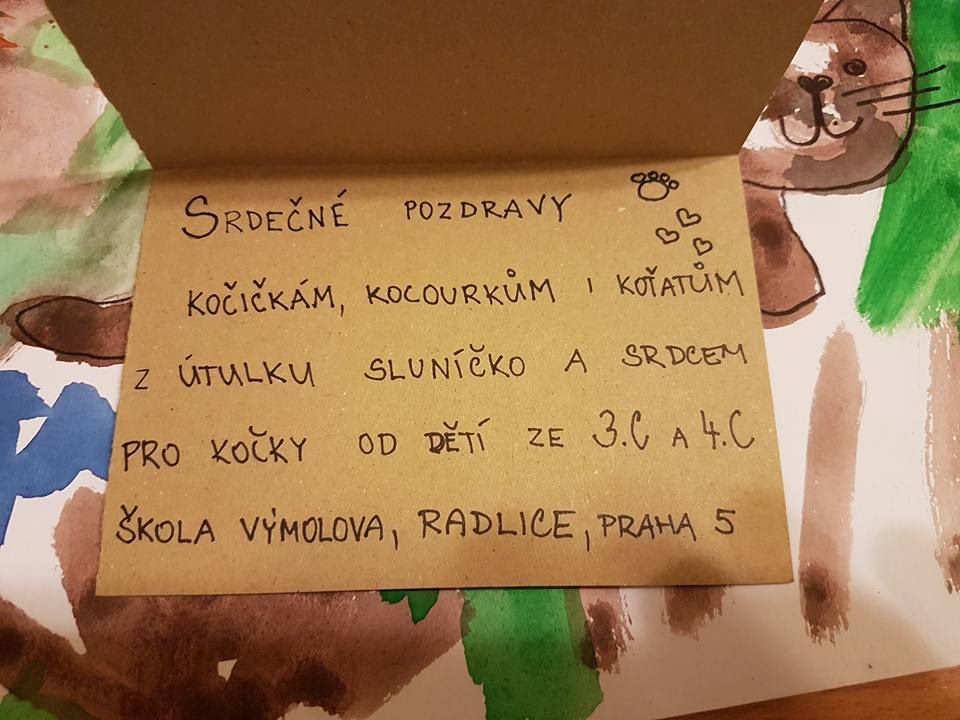 SRDEČNÉ POZDRAVY
KOČIČKÁM, KOCOURKŮM I KOŤATŮM
Z ÚTULKU SLUNÍČKO A SRDCEM
PRO KOČKY OD DĚTÍ ZE 3.C A 4.C
ŠKOLA VÝMOLOVA, RADLICE, PRAHA 5